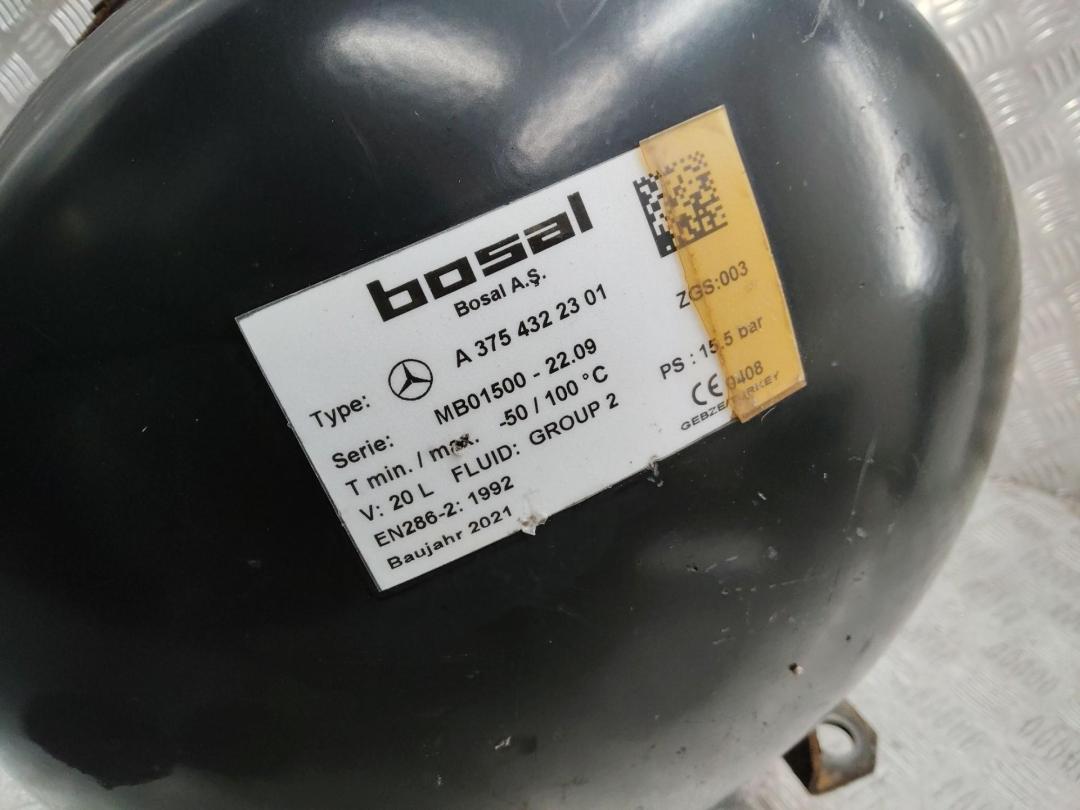 bosal
Bosal A.Ş.
Type: A 375 432 23 01 ZGS:003
Serie: MB01500 - 22.09
T min. / max. -50 / 100 °C PS : 15,5 bar
V: 20 L FLUID: GROUP 2 CE 0408
EN286-2: 1992 GEBZE/TURKEY
Baujahr 2021